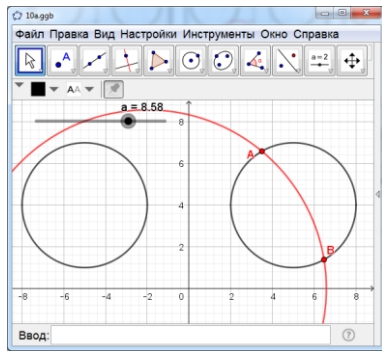 10a.ggb
Файл Правка Вид Настройки Инструменты Окно Справка
A a=2
AA
a = 8.58
8
A
6
4
2
B
-8 -6 -4 -2 0 2 4 6 8
Ввод: